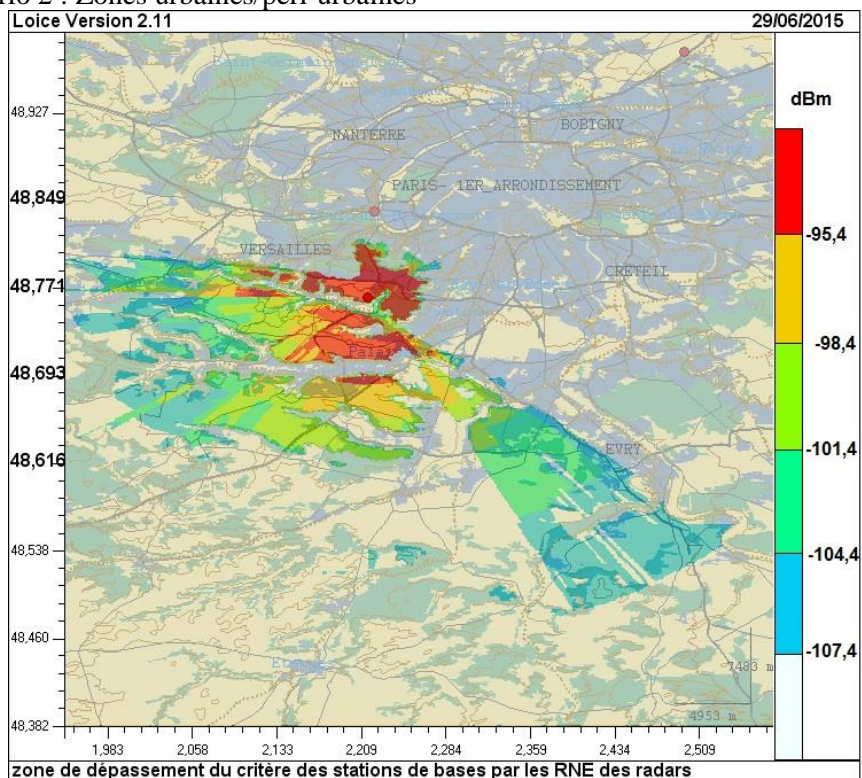 rio 2 : Zones urbaines/péri-urbaines
Loice Version 2.11 29/06/2015
dBm
48,927
NANTERRE
BOBIGNY
48,849
PARIS- 1ER_ARRONDISSEMENT
VERSAILLES
-95,4
CRETEIL
48,771
Palais
-98,4
48,693
-101,4
48,616
EVRY
-104,4
48,538
48,460
-107,4
7483 m
4953 m
48,382
1,983 2,058 2,133 2,209 2,284 2,359 2,434 2,509
zone de dépassement du critère des stations de bases par les RNE des radars